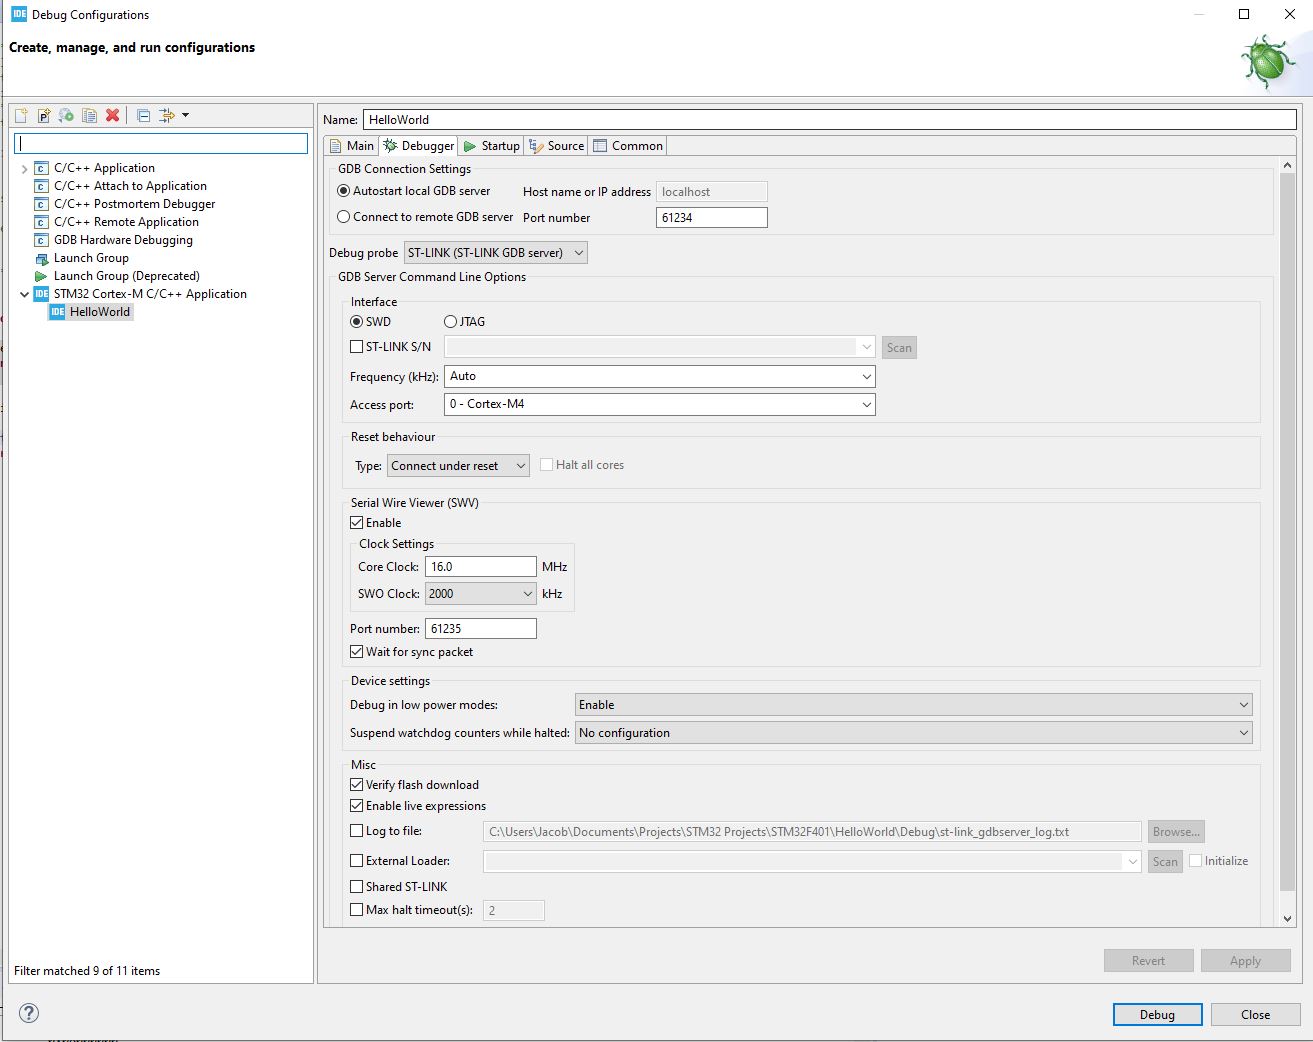 IDE Debug Configurations
Create, manage, and run configurations
Name: HelloWorld
Main Debugger Startup Source Common
C/C++ Application
C/C++ Attach to Application
C/C++ Postmortem Debugger
C/C++ Remote Application
GDB Hardware Debugging
Launch Group
Launch Group (Deprecated)
IDE STM32 Cortex-M C/C++ Application
IDE HelloWorld
Filter matched 9 of 11 items
GDB Connection Settings
Autostart local GDB server Host name or IP address localhost
Connect to remote GDB server Port number 61234
Debug probe ST-LINK (ST-LINK GDB server)
GDB Server Command Line Options
Interface
SWD JTAG
ST-LINK S/N Scan
Frequency (kHz): Auto
Access port: 0 - Cortex-M4
Reset behaviour
Type: Connect under reset Halt all cores
Serial Wire Viewer (SWV)
Enable
Clock Settings
Core Clock: 16.0 MHz
SWO Clock: 2000 kHz
Port number: 61235
Wait for sync packet
Device settings
Debug in low power modes: Enable
Suspend watchdog counters while halted: No configuration
Misc
Verify flash download
Enable live expressions
Log to file: C:\Users\Jacob\Documents\Projects\STM32 Projects\STM32F401\HelloWorld\Debug\st-link_gdbserver_log.txt Browse...
External Loader: Scan Initialize
Shared ST-LINK
Max halt timeout(s): 2
Revert Apply
Debug Close